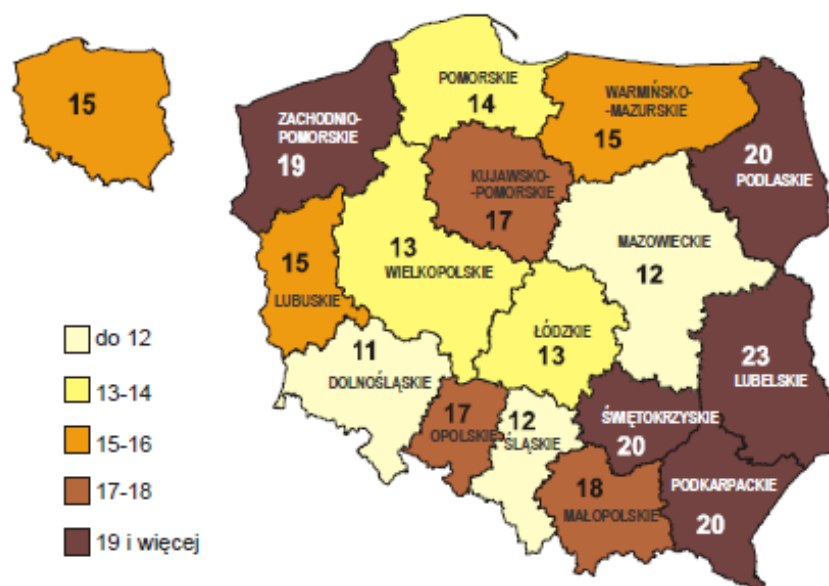 15
POMORSKIE
14
WARMIŃSKO-
-MAZURSKIE
15
ZACHODNIO-
POMORSKIE
19
20
PODLASKIE
KUJAWSKO-
-POMORSKIE
17
13
WIELKOPOLSKIE
MAZOWIECKIE
12
15
LUBUSKIE
ŁÓDZKIE
13
11
DOLNOŚLĄSKIE
23
LUBELSKIE
17
OPOLSKIE
12
ŚLĄSKIE
ŚWIĘTOKRZYSKIE
20
18
MAŁOPOLSKIE
PODKARPACKIE
20
do 12
13-14
15-16
17-18
19 i więcej